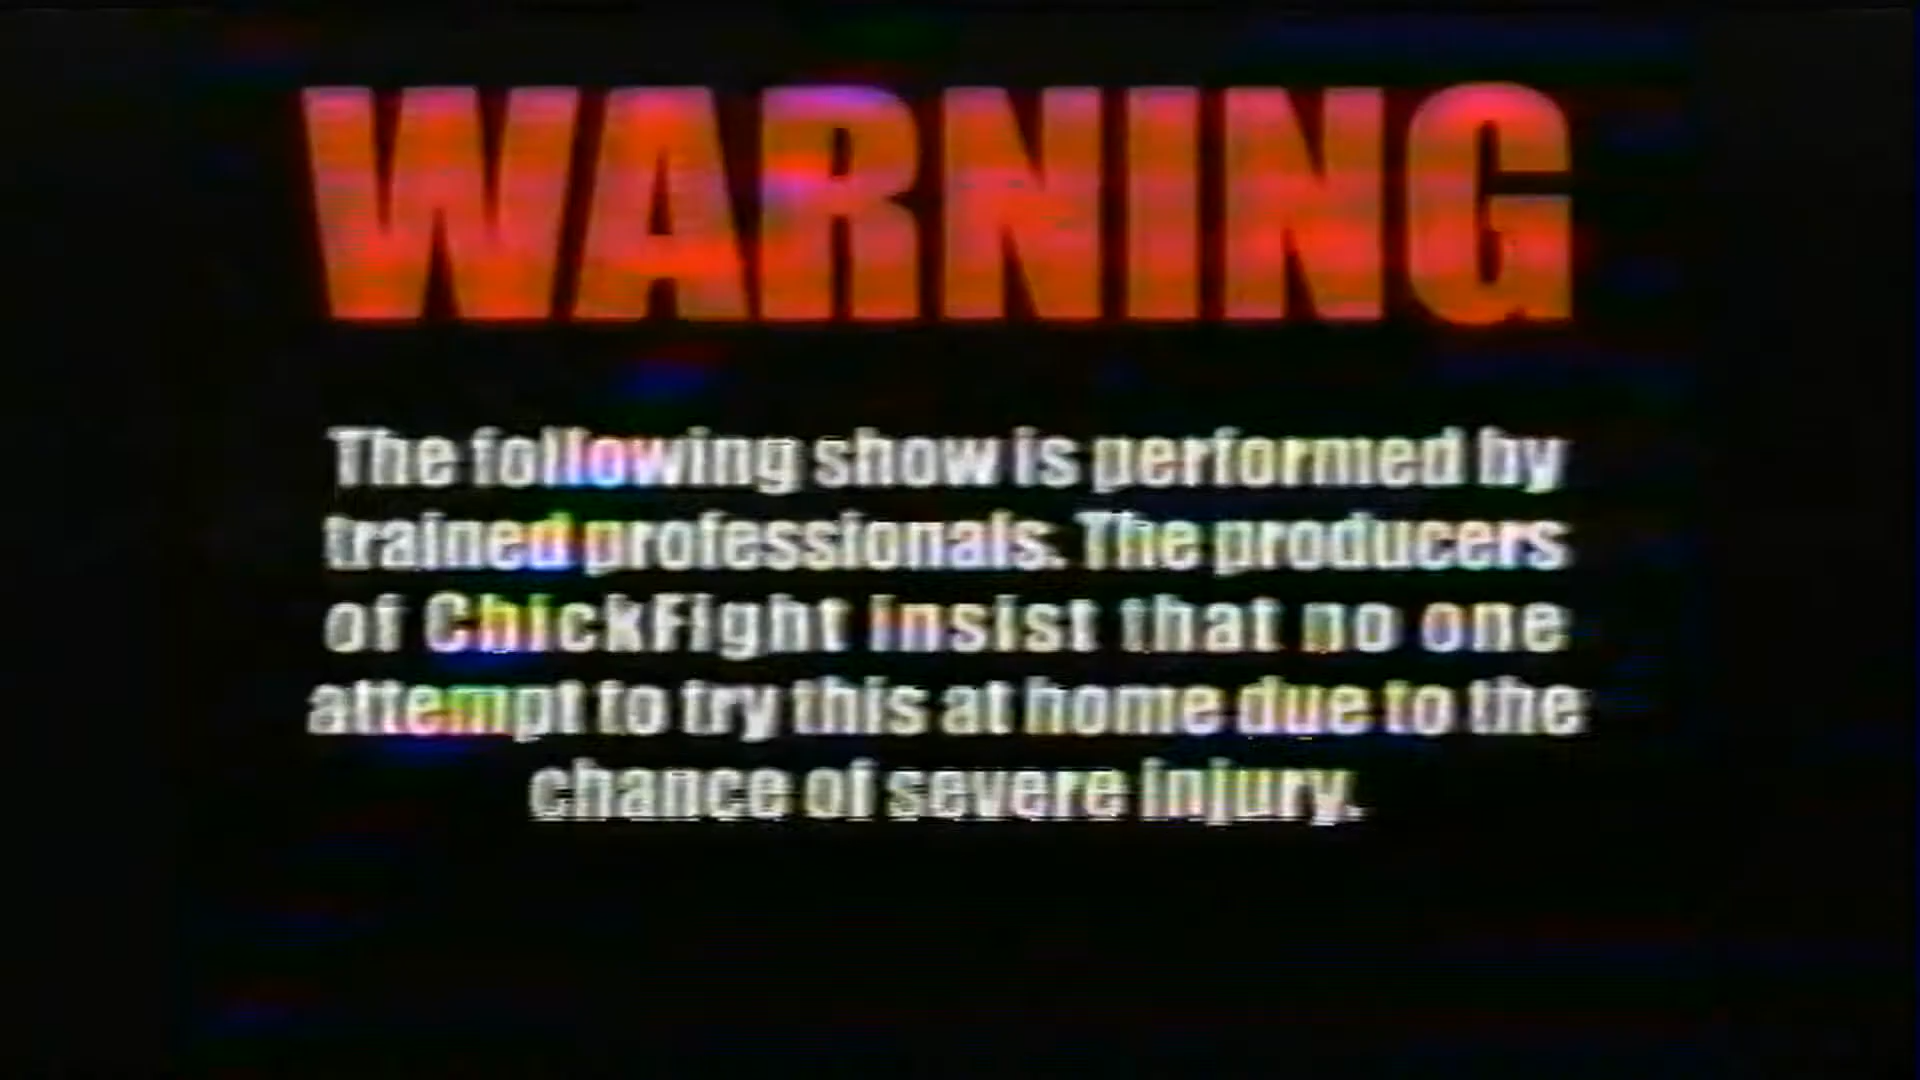 WARNING
The following show is performed by
trained professionals. The producers
of ChickFight insist that no one
attempt to try this at home due to the
chance of severe injury.